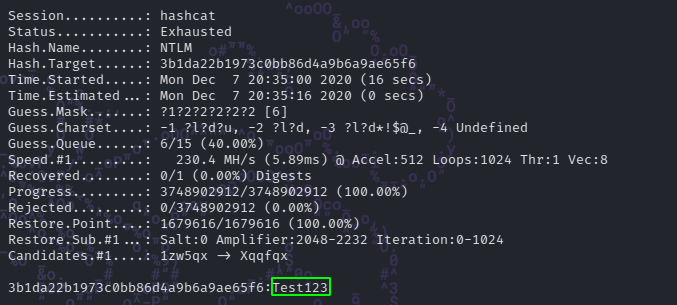 Session..........: hashcat
Status...........: Exhausted
Hash.Name........: NTLM
Hash.Target......: 3b1da22b1973c0bb86d4a9b6a9ae65f6
Time.Started.....: Mon Dec  7 20:35:00 2020 (16 secs)
Time.Estimated...: Mon Dec  7 20:35:16 2020 (0 secs)
Guess.Mask.......: ?1?2?2?2?2?2 [6]
Guess.Charset....: -1 ?l?d?u, -2 ?l?d, -3 ?l?d*!$@_, -4 Undefined
Guess.Queue......: 6/15 (40.00%)
Speed.#1.........:   230.4 MH/s (5.89ms) @ Accel:512 Loops:1024 Thr:1 Vec:8
Recovered........: 0/1 (0.00%) Digests
Progress.........: 3748902912/3748902912 (100.00%)
Rejected.........: 0/3748902912 (0.00%)
Restore.Point....: 1679616/1679616 (100.00%)
Restore.Sub.#1...: Salt:0 Amplifier:2048-2232 Iteration:0-1024
Candidates.#1....: 1zw5qx -> Xqqfqx
3b1da22b1973c0bb86d4a9b6a9ae65f6:Test123